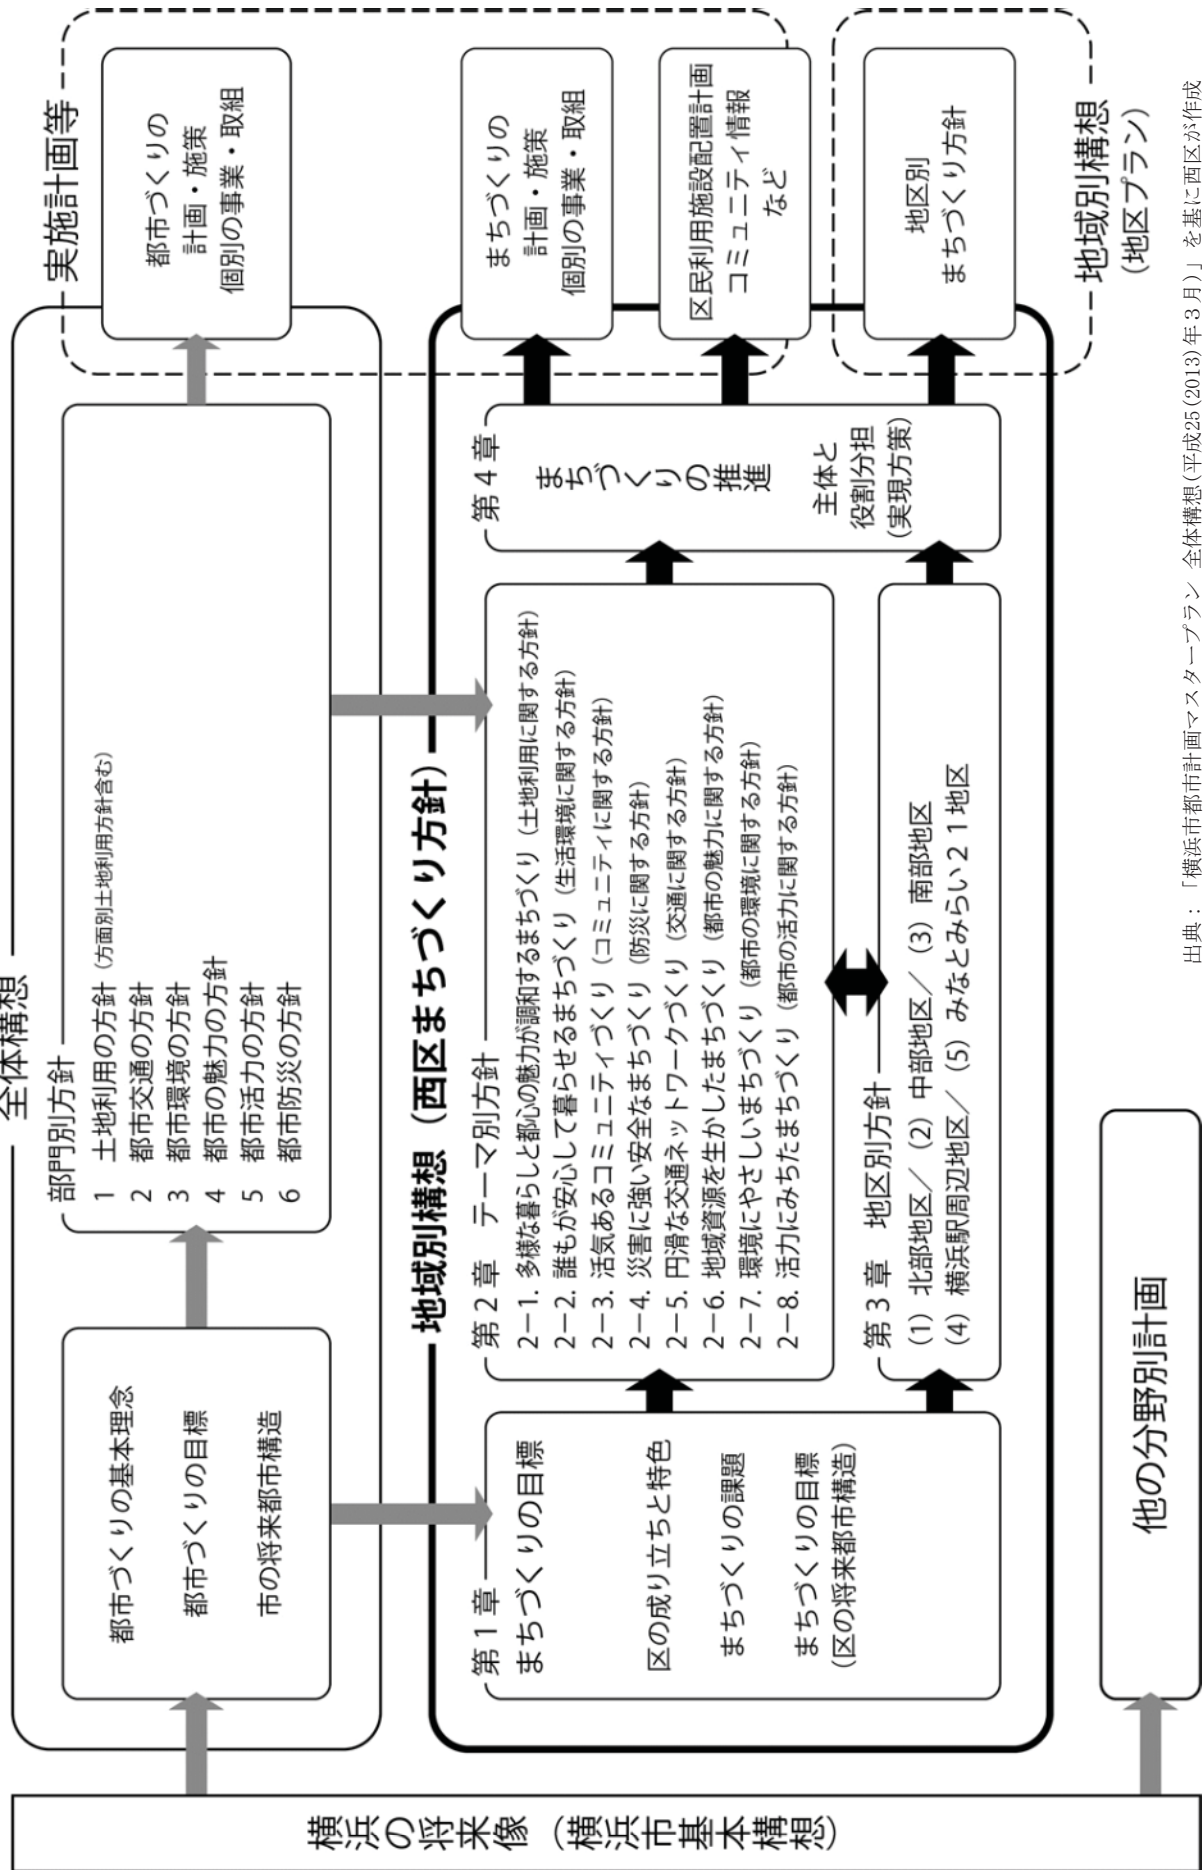 横浜の将来像（横浜市基本構想）
全体構想
都市づくりの基本理念
都市づくりの目標
市の将来都市構造
部門別方針
1 土地利用の方針（方面別土地利用方針含む）
2 都市交通の方針
3 都市環境の方針
4 都市の魅力の方針
5 都市活力の方針
6 都市防災の方針
実施計画等
都市づくりの
計画・施策
個別の事業・取組
地域別構想（西区まちづくり方針）
第1章
まちづくりの目標
区の成り立ちと特色
まちづくりの課題
まちづくりの目標
（区の将来都市構造）
第2章 テーマ別方針
2－1. 多様な暮らしと都心の魅力が調和するまちづくり（土地利用に関する方針）
2－2. 誰もが安心して暮らせるまちづくり（生活環境に関する方針）
2－3. 活気あるコミュニティづくり（コミュニティに関する方針）
2－4. 災害に強い安全なまちづくり（防災に関する方針）
2－5. 円滑な交通ネットワークづくり（交通に関する方針）
2－6. 地域資源を生かしたまちづくり（都市の魅力に関する方針）
2－7. 環境にやさしいまちづくり（都市の環境に関する方針）
2－8. 活力にみちたまちづくり（都市の活力に関する方針）
第3章 地区別方針
（1）北部地区／（2）中部地区／（3）南部地区
（4）横浜駅周辺地区／（5）みなとみらい２１地区
第4章
まちづくりの推進
主体と
役割分担
（実現方策）
まちづくりの
計画・施策
個別の事業・取組
区民利用施設配置計画
コミュニティ情報
など
地区別
まちづくり方針
地域別構想
（地区プラン）
他の分野別計画
出典：「横浜市都市計画マスタープラン 全体構想（平成25（2013）年３月）」を基に西区が作成